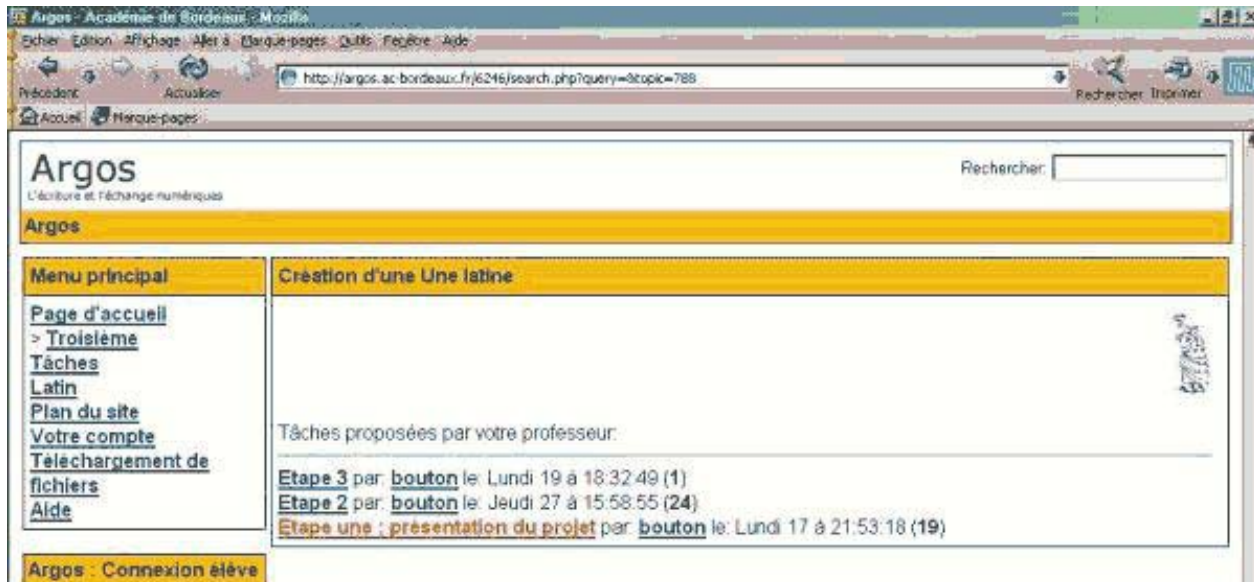 Argos - Académie de Bordeaux - Mozilla
Fichier Edition Affichage Aller à Marque-pages Outils Fenêtre Aide
Précédent Actualiser http://argos.ac-bordeaux.fr/6246/search.php?query=&topic=788 Rechercher Imprimer
Accueil Marque-pages
Argos
L'écriture et l'échange numériques
Rechercher:
Argos
Menu principal
Page d'accueil
> Troisième
Tâches
Latin
Plan du site
Votre compte
Téléchargement de
fichiers
Aide
Argos : Connexion élève
Création d'une Une latine
Tâches proposées par votre professeur:
Etape 3 par: bouton le: Lundi 19 à 18:32:49 (1)
Etape 2 par: bouton le: Jeudi 27 à 15:58:55 (24)
Etape une : présentation du projet par: bouton le: Lundi 17 à 21:53:18 (19)